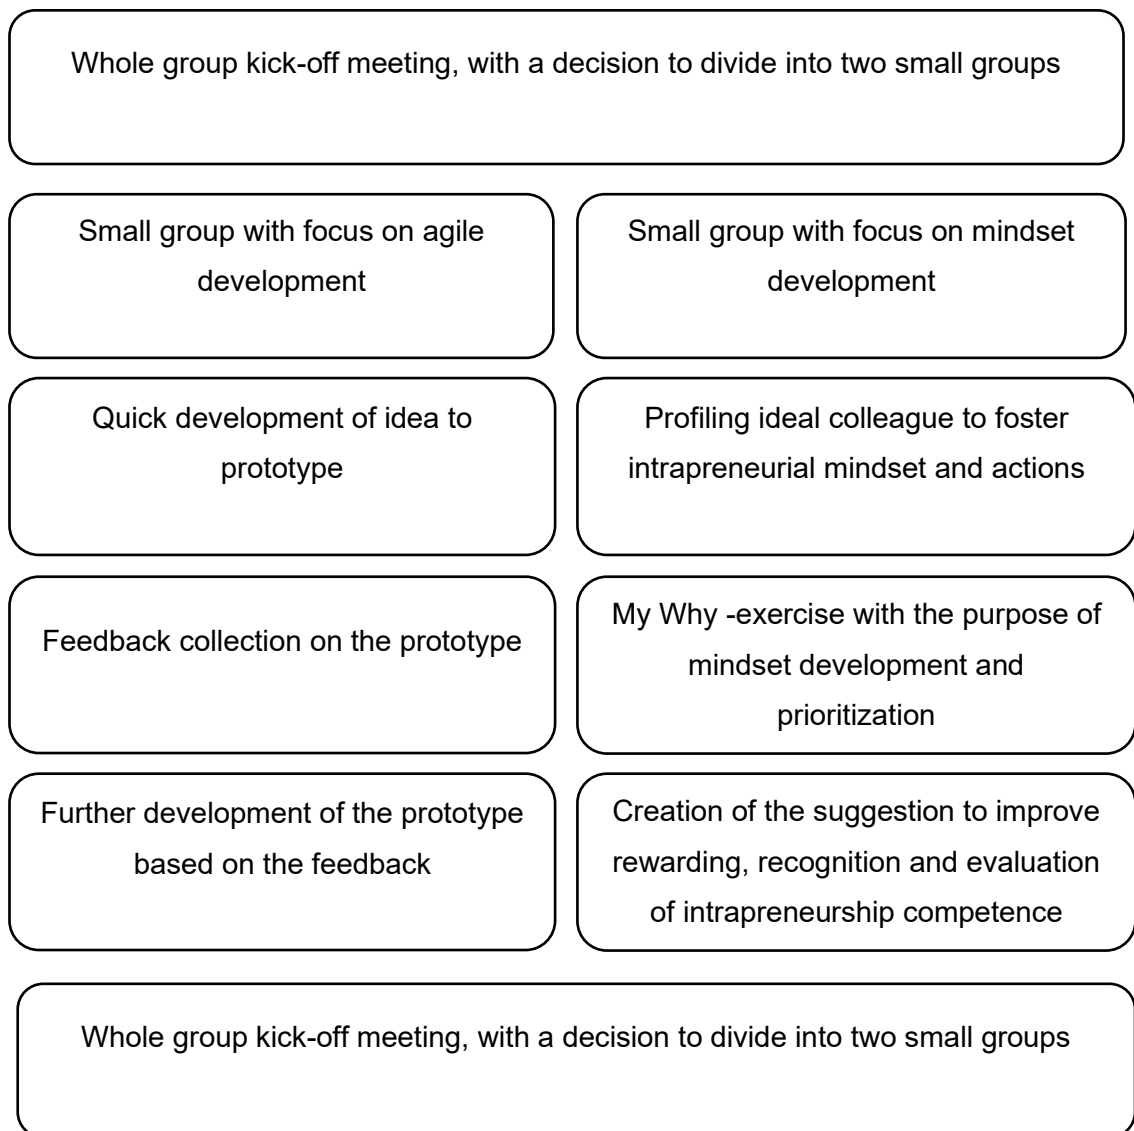 Whole group kick-off meeting, with a decision to divide into two small groups
Small group with focus on agile
development
Small group with focus on mindset
development
Quick development of idea to
prototype
Profiling ideal colleague to foster
intrapreneurial mindset and actions
Feedback collection on the prototype
My Why -exercise with the purpose of
mindset development and
prioritization
Further development of the prototype
based on the feedback
Creation of the suggestion to improve
rewarding, recognition and evaluation
of intrapreneurship competence
Whole group kick-off meeting, with a decision to divide into two small groups